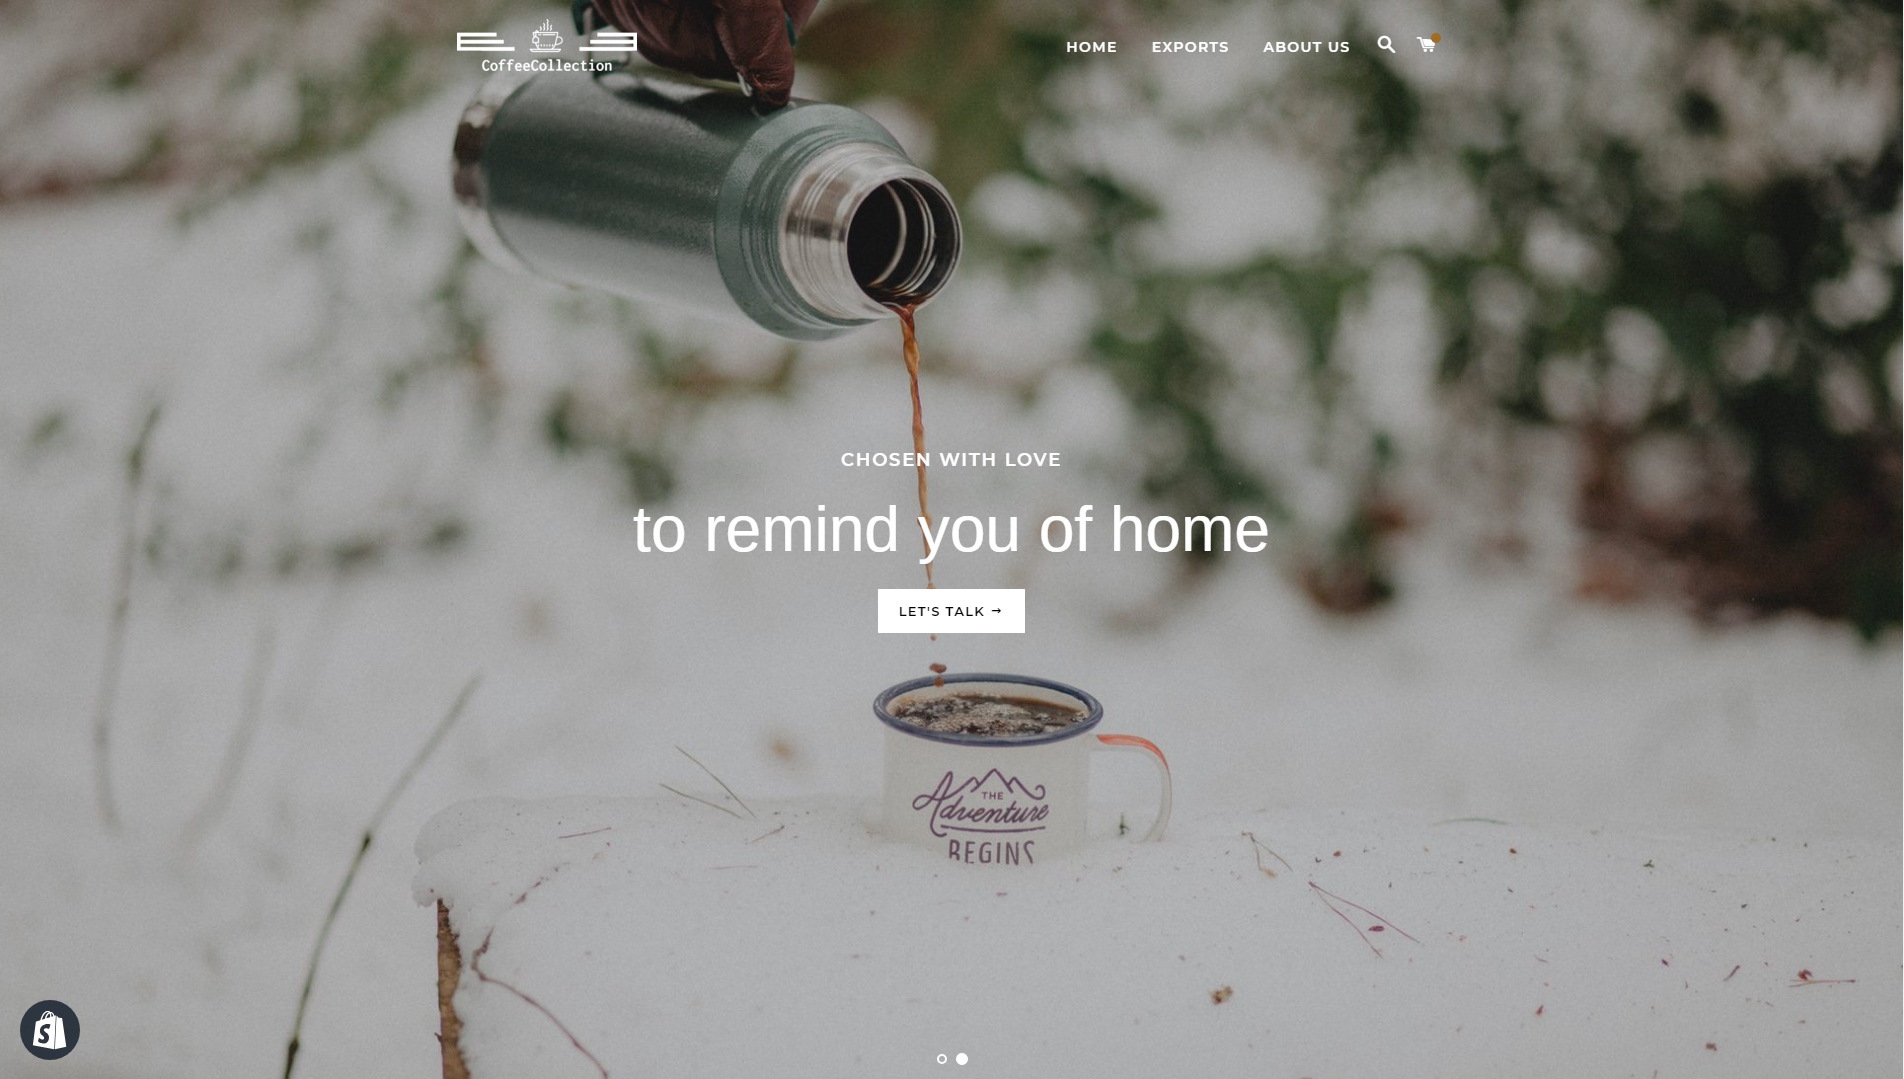 CoffeeCollection
HOME EXPORTS ABOUT US
CHOSEN WITH LOVE
to remind you of home
LET'S TALK →
THE
Adventure
BEGINS